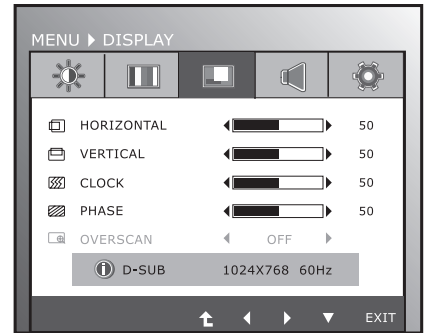 MENU ▶ DISPLAY
HORIZONTAL 50
VERTICAL 50
CLOCK 50
PHASE 50
OVERSCAN OFF
D-SUB 1024X768 60Hz
EXIT